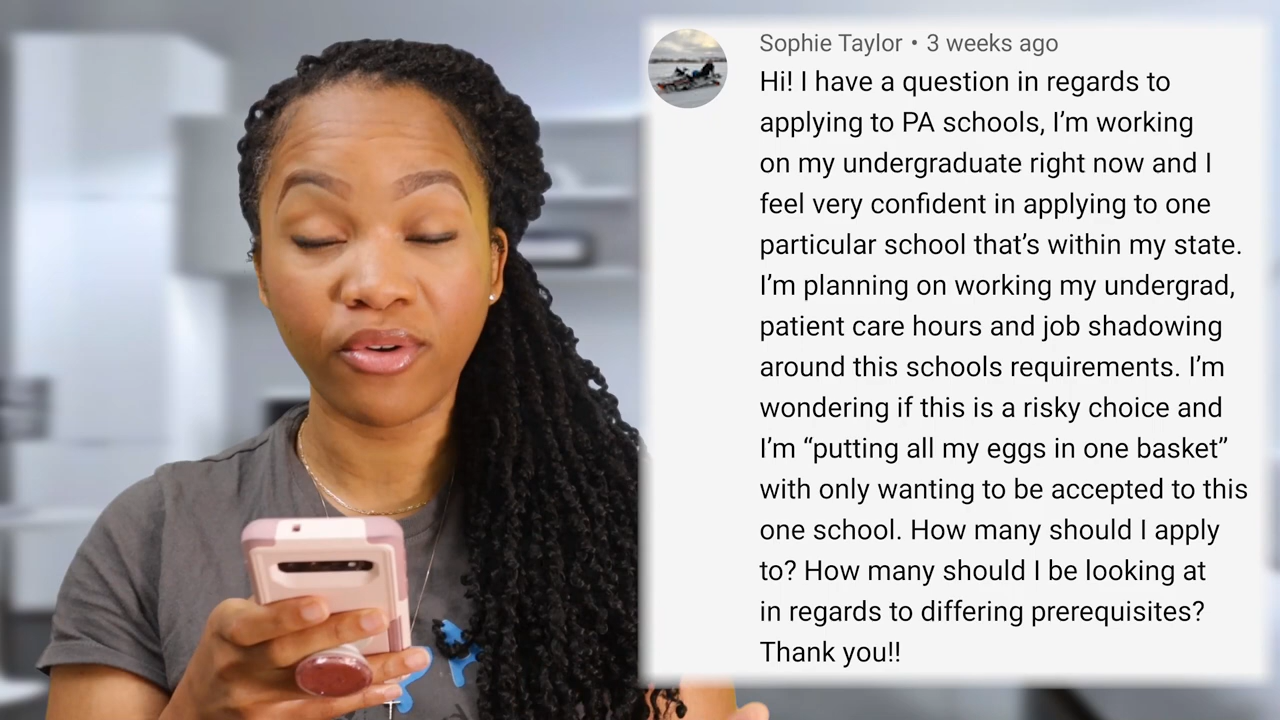 Sophie Taylor • 3 weeks ago
Hi! I have a question in regards to
applying to PA schools, I’m working
on my undergraduate right now and I
feel very confident in applying to one
particular school that’s within my state.
I’m planning on working my undergrad,
patient care hours and job shadowing
around this schools requirements. I’m
wondering if this is a risky choice and
I’m “putting all my eggs in one basket”
with only wanting to be accepted to this
one school. How many should I apply
to? How many should I be looking at
in regards to differing prerequisites?
Thank you!!